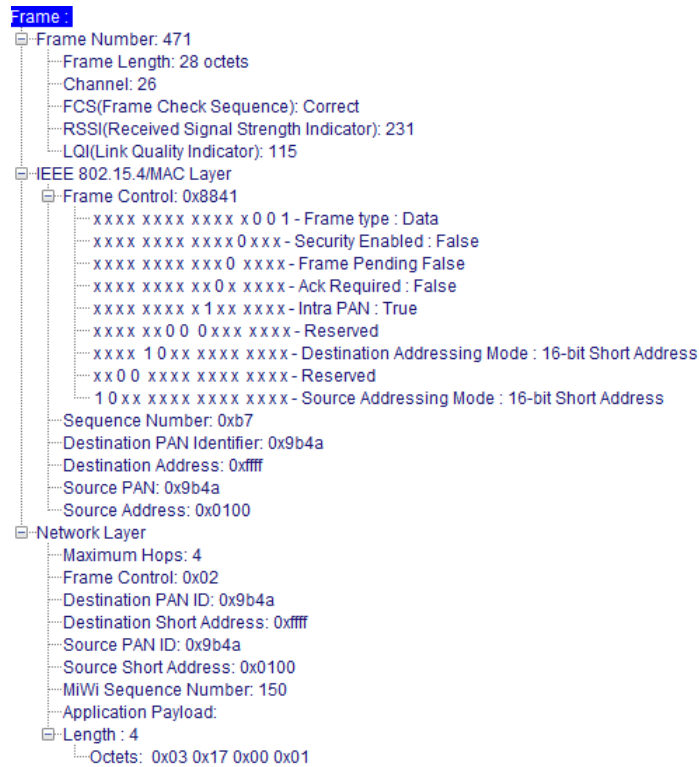 Frame :
Frame Number: 471
Frame Length: 28 octets
Channel: 26
FCS(Frame Check Sequence): Correct
RSSI(Received Signal Strength Indicator): 231
LQI(Link Quality Indicator): 115
IEEE 802.15.4/MAC Layer
Frame Control: 0x8841
x x x x x x x x x x x x x 0 0 1 - Frame type : Data
x x x x x x x x x x x x 0 x x x - Security Enabled : False
x x x x x x x x x x x 0 x x x x - Frame Pending False
x x x x x x x x x x 0 x x x x x - Ack Required : False
x x x x x x x x x 1 x x x x x x - Intra PAN : True
x x x x x x 0 0 0 x x x x x x x - Reserved
x x x x 1 0 x x x x x x x x x x - Destination Addressing Mode : 16-bit Short Address
x x 0 0 x x x x x x x x x x x x - Reserved
1 0 x x x x x x x x x x x x x x - Source Addressing Mode : 16-bit Short Address
Sequence Number: 0xb7
Destination PAN Identifier: 0x9b4a
Destination Address: 0xffff
Source PAN: 0x9b4a
Source Address: 0x0100
Network Layer
Maximum Hops: 4
Frame Control: 0x02
Destination PAN ID: 0x9b4a
Destination Short Address: 0xffff
Source PAN ID: 0x9b4a
Source Short Address: 0x0100
MiWi Sequence Number: 150
Application Payload:
Length : 4
Octets: 0x03 0x17 0x00 0x01